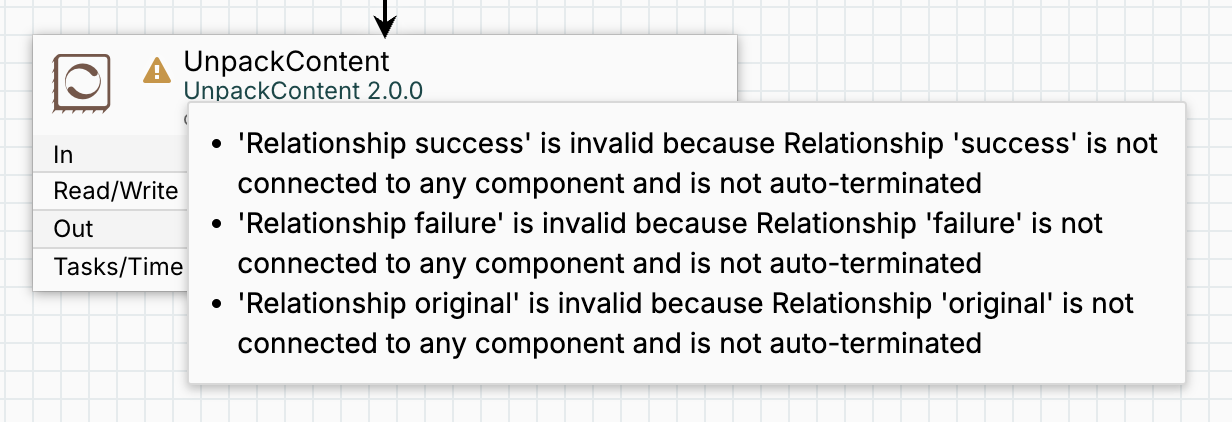 UnpackContent
UnpackContent 2.0.0
In
Read/Write
Out
Tasks/Time
• 'Relationship success' is invalid because Relationship 'success' is not
connected to any component and is not auto-terminated
• 'Relationship failure' is invalid because Relationship 'failure' is not
connected to any component and is not auto-terminated
• 'Relationship original' is invalid because Relationship 'original' is not
connected to any component and is not auto-terminated